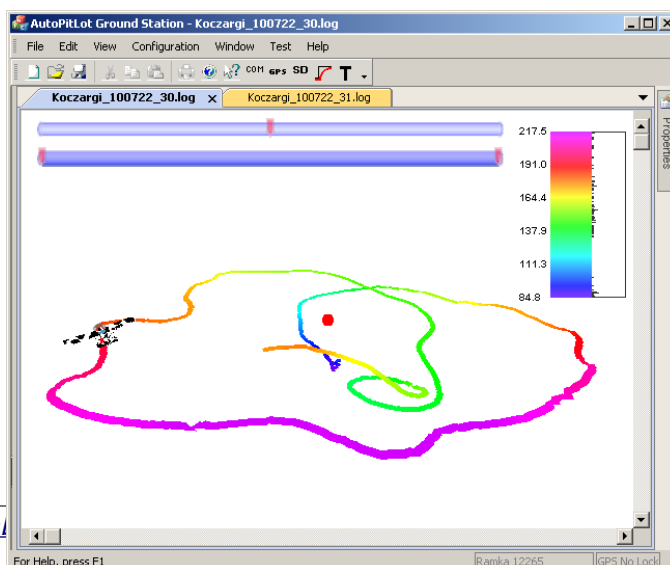 AutoPitLot Ground Station - Koczargi_100722_30.log
File Edit View Configuration Window Test Help
COM GPS SD T
Koczargi_100722_30.log Koczargi_100722_31.log
Properties
217.5
191.0
164.4
137.9
111.3
84.8
For Help, press F1 Ramka 12265 GPS No Lock